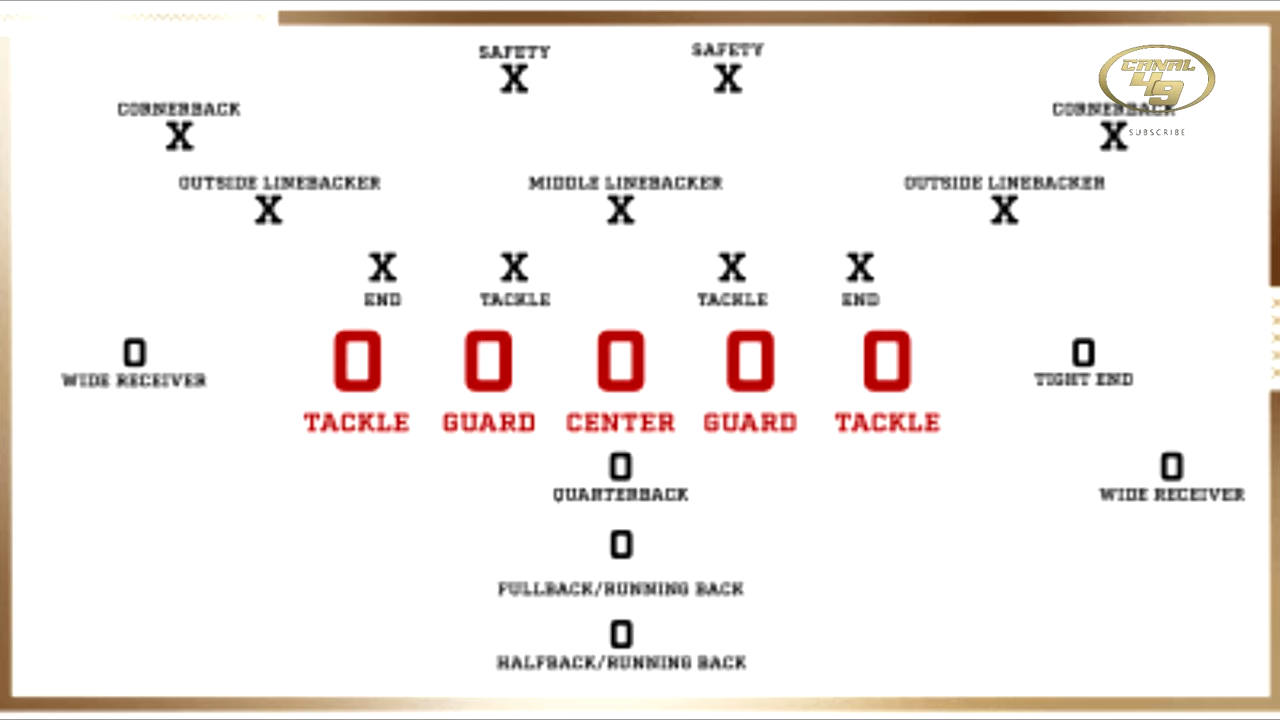 SAFETY SAFETY
X X
CANAL
49
CORNERBACK CORNERBACK
X X
SUBSCRIBE
OUTSIDE LINEBACKER MIDDLE LINEBACKER OUTSIDE LINEBACKER
X X X
X X X X
END TACKLE TACKLE END
O O O O O O O
WIDE RECEIVER TIGHT END
TACKLE GUARD CENTER GUARD TACKLE
O O
QUARTERBACK WIDE RECEIVER
O
FULLBACK/RUNNING BACK
O
HALFBACK/RUNNING BACK